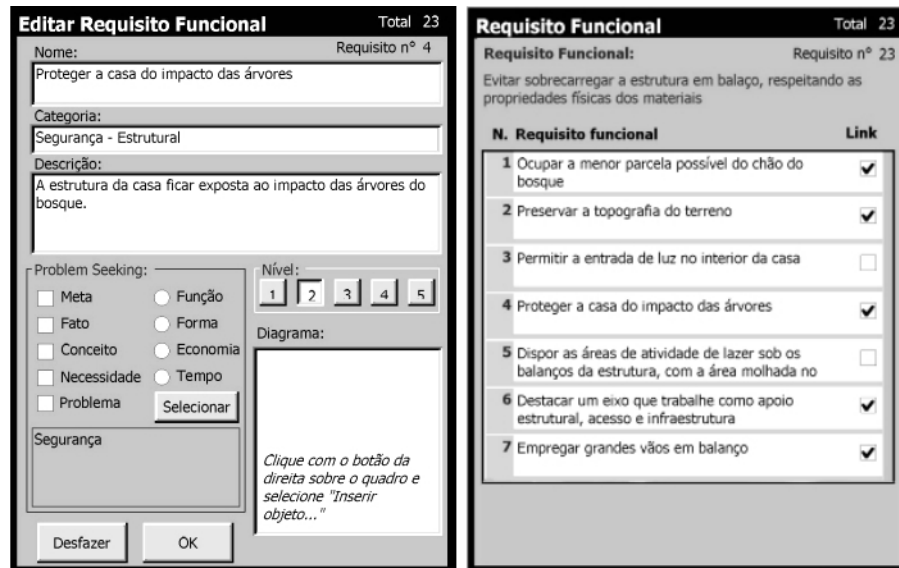 Editar Requisito Funcional
Total 23
Nome:
Requisito nº 4
Proteger a casa do impacto das árvores
Categoria:
Segurança - Estrutural
Descrição:
A estrutura da casa ficar exposta ao impacto das árvores do
bosque.
Problem Seeking:
Meta
Função
Fato
Forma
Conceito
Economia
Necessidade
Tempo
Problema
Selecionar
Segurança
Nível:
1 2 3 4 5
Diagrama:
Clique com o botão da
direita sobre o quadro e
selecione "Inserir
objeto..."
Desfazer
OK
Requisito Funcional
Total 23
Requisito Funcional:
Requisito nº 23
Evitar sobrecarregar a estrutura em balaço, respeitando as
propriedades físicas dos materiais
N. Requisito funcional
Link
1 Ocupar a menor parcela possível do chão do
bosque
2 Preservar a topografia do terreno
3 Permitir a entrada de luz no interior da casa
4 Proteger a casa do impacto das árvores
5 Dispor as áreas de atividade de lazer sob os
balanços da estrutura, com a área molhada no
6 Destacar um eixo que trabalhe como apoio
estrutural, acesso e infraestrutura
7 Empregar grandes vãos em balanço